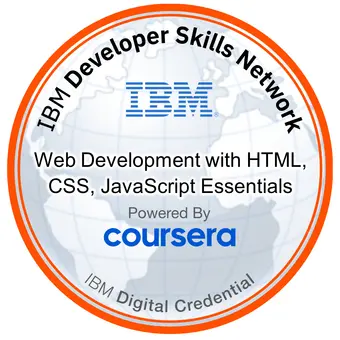 IBM Developer Skills Network
IBM
Web Development with HTML,
CSS, JavaScript Essentials
Powered By
coursera
IBM Digital Credential